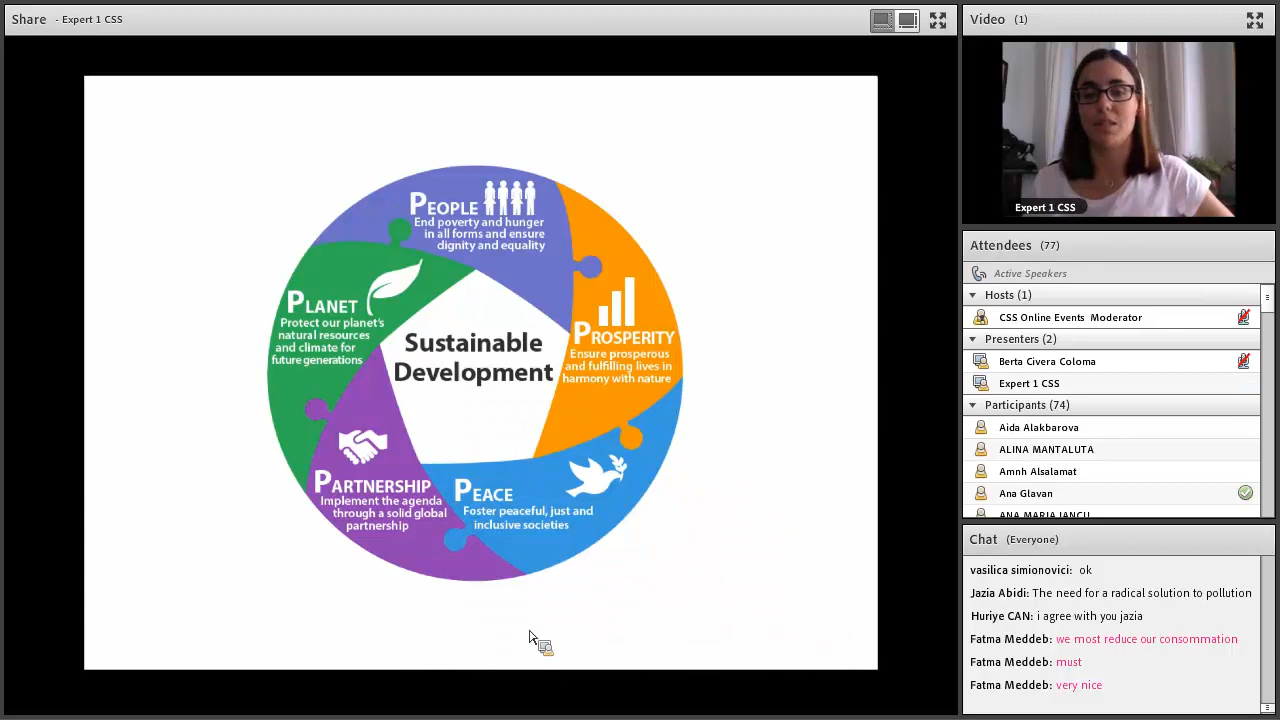 Share - Expert 1 CSS
PEOPLE
End poverty and hunger
in all forms and ensure
dignity and equality
PLANET
Protect our planet's
natural resources
and climate for
future generations
PROSPERITY
Ensure prosperous
and fulfilling lives in
harmony with nature
Sustainable
Development
PARTNERSHIP
Implement the agenda
through a solid global
partnership
PEACE
Foster peaceful, just and
inclusive societies
Video (1)
Expert 1 CSS
Attendees (77)
Active Speakers
Hosts (1)
CSS Online Events Moderator
Presenters (2)
Berta Civera Coloma
Expert 1 CSS
Participants (74)
Aida Alakbarova
ALINA MANTALUTA
Amnh Alsalamat
Ana Glavan
ANA MARIA IANCU
Chat (Everyone)
vasilica simionovici: ok
Jazia Abidi: The need for a radical solution to pollution
Huriye CAN: i agree with you jazia
Fatma Meddeb: we most reduce our consommation
Fatma Meddeb: must
Fatma Meddeb: very nice